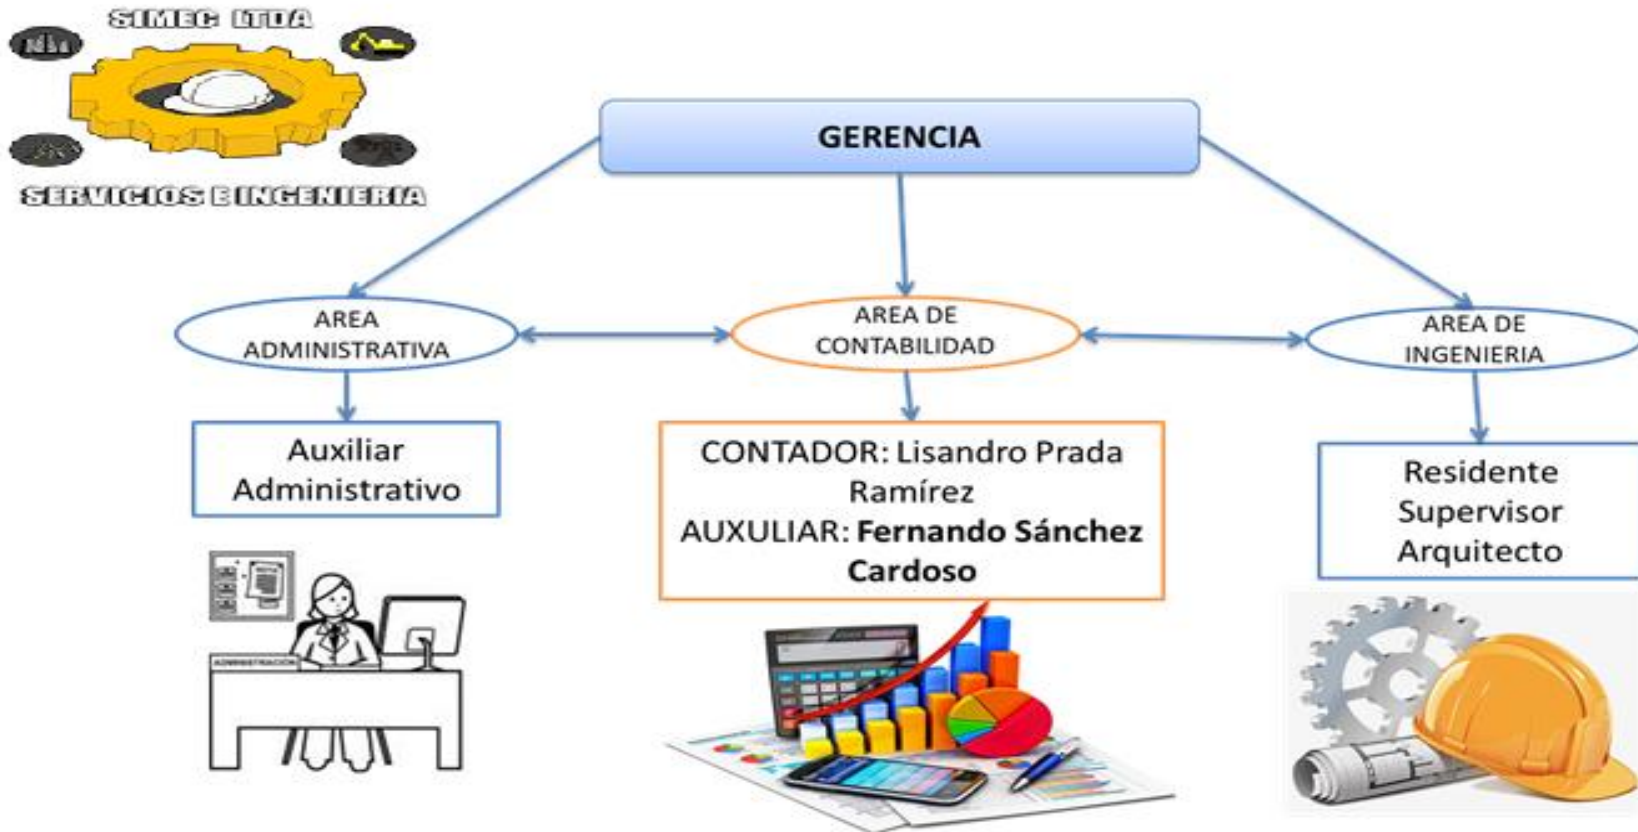 SIMEC LTDA
SERVICIOS E INGENIERIA
GERENCIA
AREA
ADMINISTRATIVA
AREA DE
CONTABILIDAD
AREA DE
INGENIERIA
Auxiliar
Administrativo
CONTADOR: Lisandro Prada
Ramírez
AUXULIAR: Fernando Sánchez
Cardoso
Residente
Supervisor
Arquitecto
ADMINISTRACIÓN